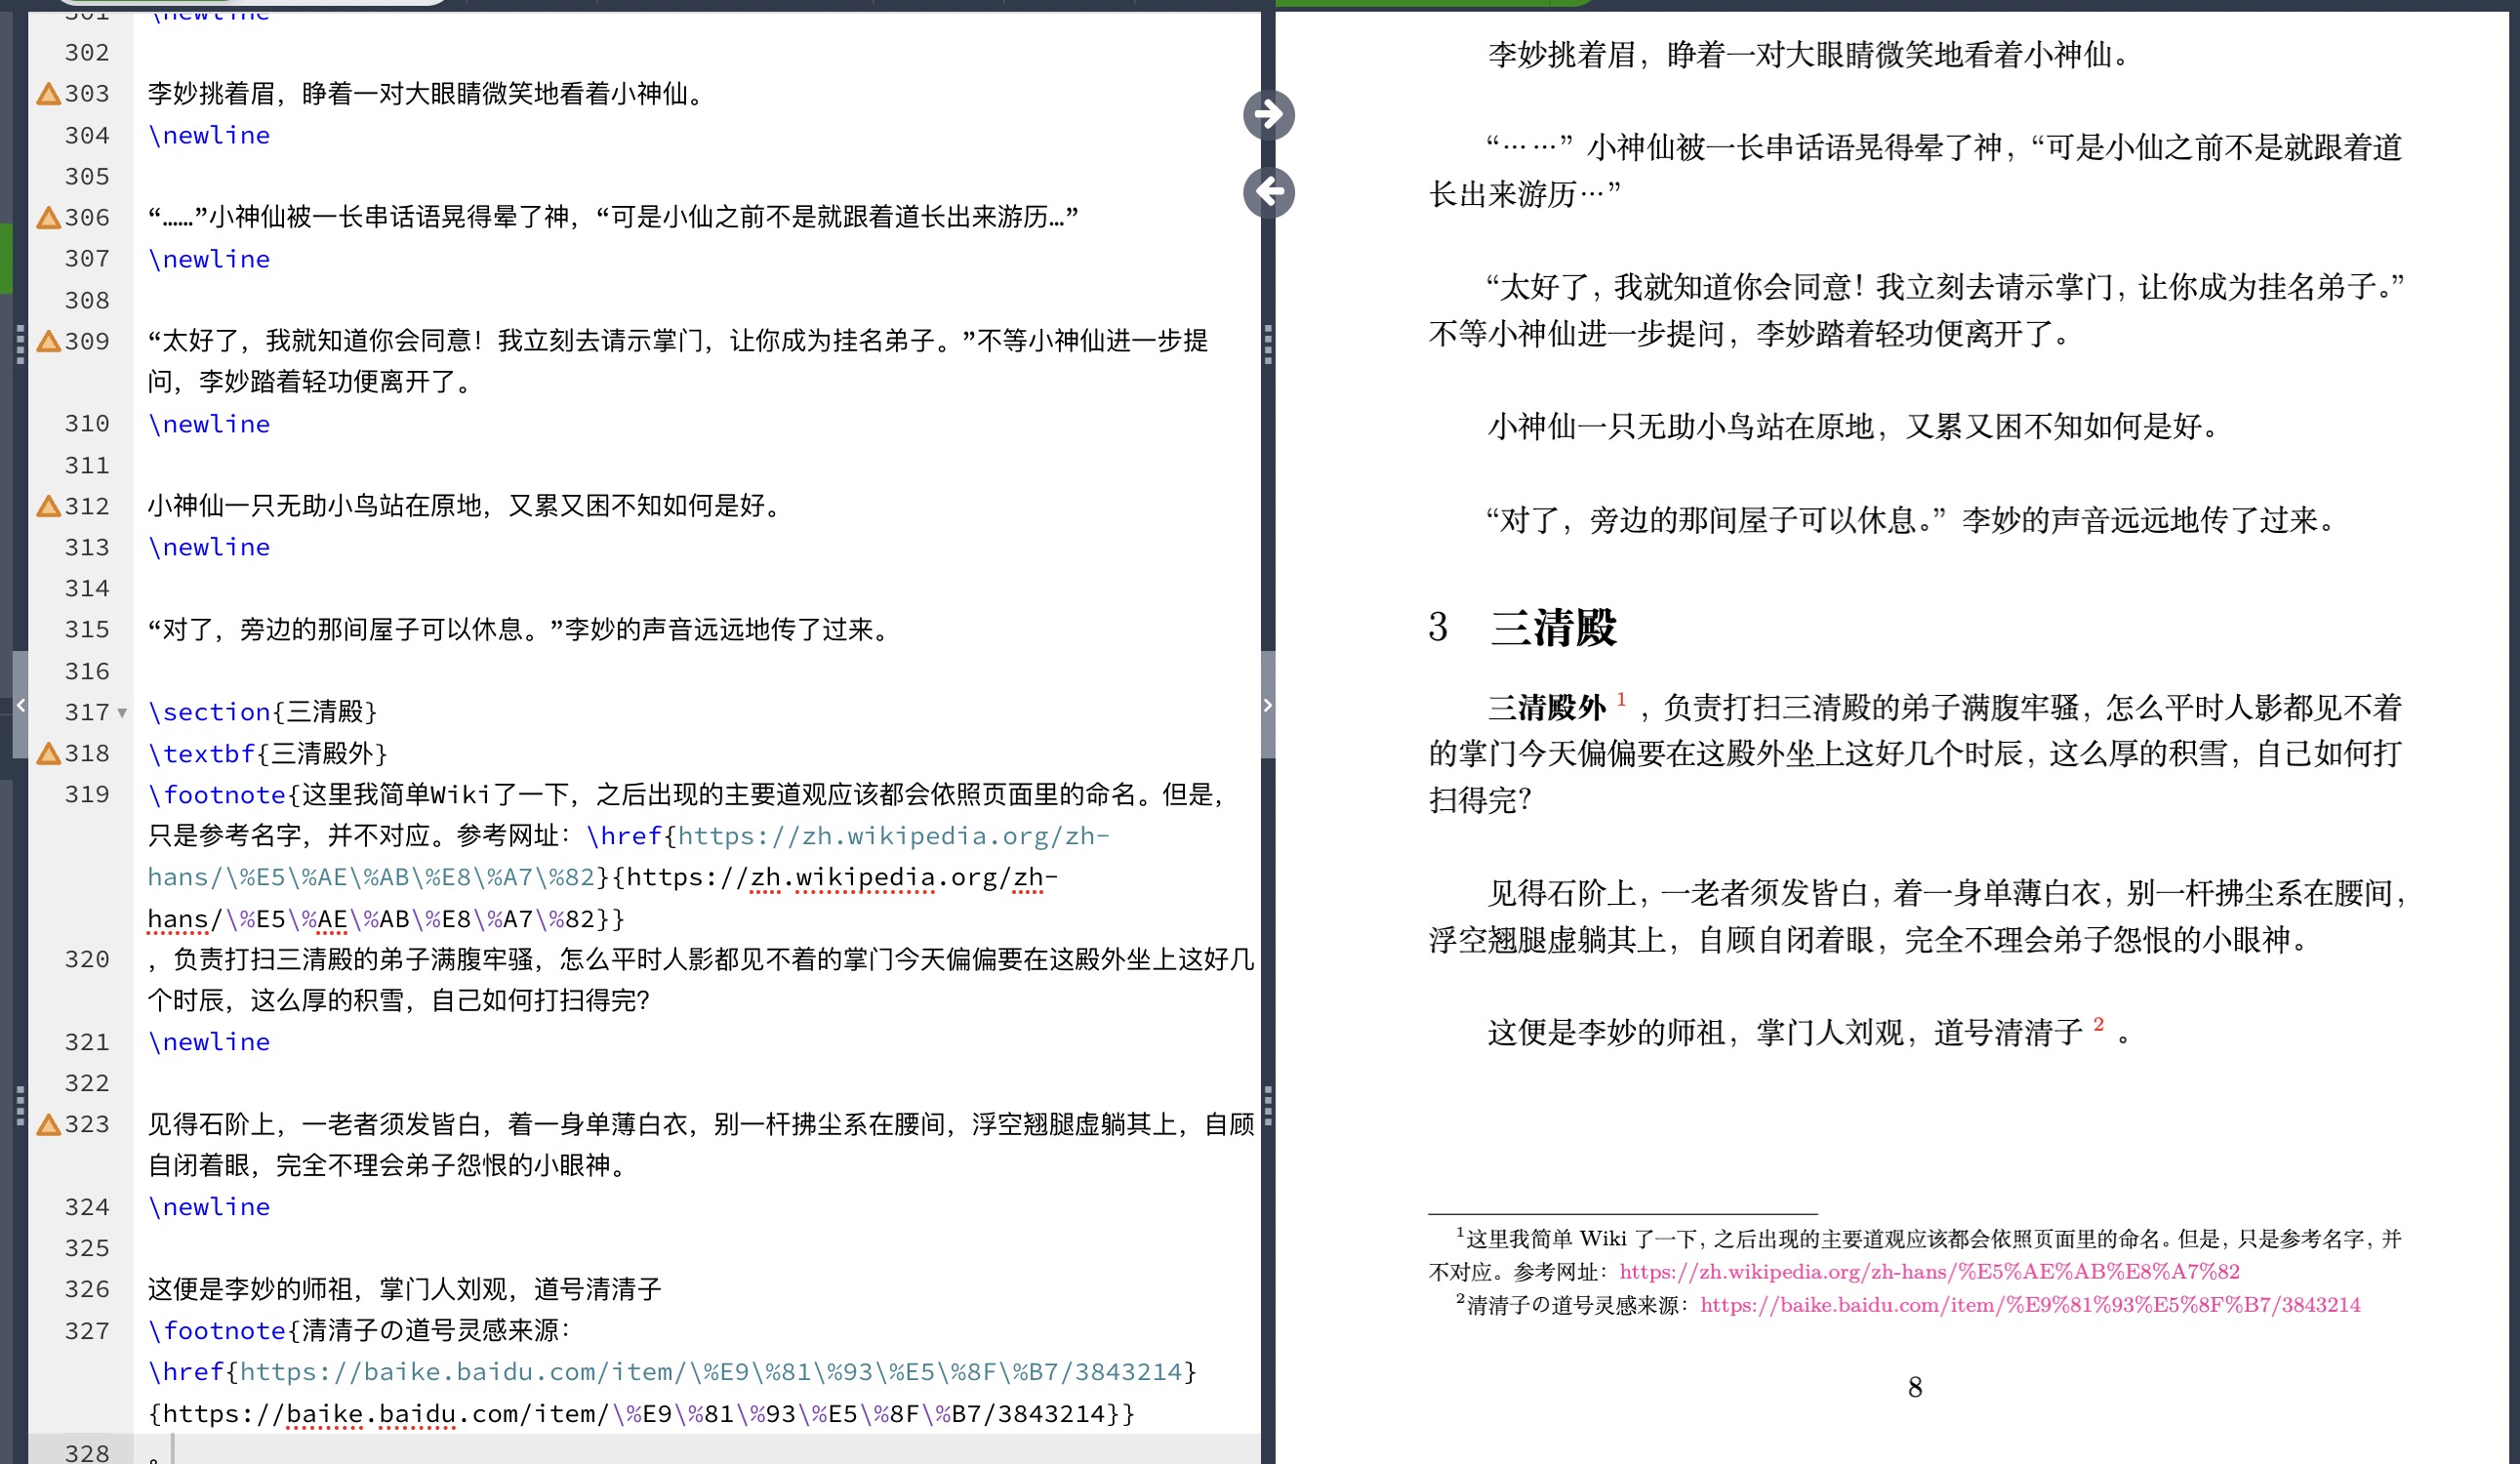 301 \newline
302
303 李妙挑着眉，睁着一对大眼睛微笑地看着小神仙。
304 \newline
305
306 “……”小神仙被一长串话语晃得晕了神，“可是小仙之前不是就跟着道长出来游历…”
307 \newline
308
309 “太好了，我就知道你会同意！我立刻去请示掌门，让你成为挂名弟子。”不等小神仙进一步提
问，李妙踏着轻功便离开了。
310 \newline
311
312 小神仙一只无助小鸟站在原地，又累又困不知如何是好。
313 \newline
314
315 “对了，旁边的那间屋子可以休息。”李妙的声音远远地传了过来。
316
317 \section{三清殿}
318 \textbf{三清殿外}
319 \footnote{这里我简单Wiki了一下，之后出现的主要道观应该都会依照页面里的命名。但是，
只是参考名字，并不对应。参考网址：\href{https://zh.wikipedia.org/zh-
hans/\%E5\%AE\%AB\%E8\%A7\%82}{https://zh.wikipedia.org/zh-
hans/\%E5\%AE\%AB\%E8\%A7\%82}}
320 ，负责打扫三清殿的弟子满腹牢骚，怎么平时人影都见不着的掌门今天偏偏要在这殿外坐上这好几
个时辰，这么厚的积雪，自己如何打扫得完？
321 \newline
322
323 见得石阶上，一老者须发皆白，着一身单薄白衣，别一杆拂尘系在腰间，浮空翘腿虚躺其上，自顾
自闭着眼，完全不理会弟子怨恨的小眼神。
324 \newline
325
326 这便是李妙的师祖，掌门人刘观，道号清清子
327 \footnote{清清子の道号灵感来源：
\href{https://baike.baidu.com/item/\%E9\%81\%93\%E5\%8F\%B7/3843214}
{https://baike.baidu.com/item/\%E9\%81\%93\%E5\%8F\%B7/3843214}}
328 。
李妙挑着眉，睁着一对大眼睛微笑地看着小神仙。
“……” 小神仙被一长串话语晃得晕了神，“可是小仙之前不是就跟着道
长出来游历…”
“太好了，我就知道你会同意！我立刻去请示掌门，让你成为挂名弟子。”
不等小神仙进一步提问，李妙踏着轻功便离开了。
小神仙一只无助小鸟站在原地，又累又困不知如何是好。
“对了，旁边的那间屋子可以休息。” 李妙的声音远远地传了过来。
3 三清殿
三清殿外 1 ，负责打扫三清殿的弟子满腹牢骚，怎么平时人影都见不着
的掌门今天偏偏要在这殿外坐上这好几个时辰，这么厚的积雪，自己如何打
扫得完？
见得石阶上，一老者须发皆白，着一身单薄白衣，别一杆拂尘系在腰间，
浮空翘腿虚躺其上，自顾自闭着眼，完全不理会弟子怨恨的小眼神。
这便是李妙的师祖，掌门人刘观，道号清清子 2 。
1这里我简单 Wiki 了一下，之后出现的主要道观应该都会依照页面里的命名。但是，只是参考名字，并
不对应。参考网址：https://zh.wikipedia.org/zh-hans/%E5%AE%AB%E8%A7%82
2清清子の道号灵感来源：https://baike.baidu.com/item/%E9%81%93%E5%8F%B7/3843214
8